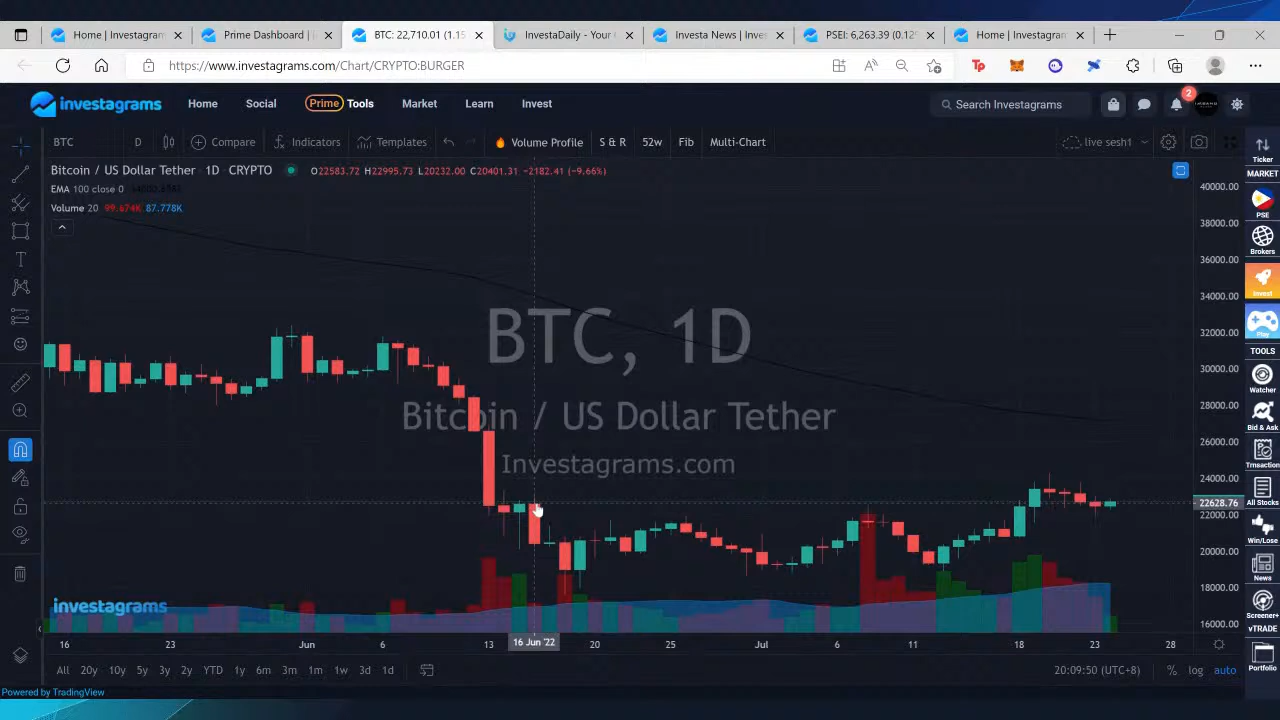 Home | Investagram
Prime Dashboard | i
BTC: 22,710.01 (1.15
InvestaDaily - Your C
Investa News | Inves
PSEI: 6,263.39 (0.12%
Home | Investagram
https://www.investagrams.com/Chart/CRYPTO:BURGER
investagrams Home Social Prime Tools Market Learn Invest Search Investagrams 2
BTC D Compare Indicators Templates Volume Profile S & R 52w Fib Multi-Chart live sesh1
Ticker
Bitcoin / US Dollar Tether 1D CRYPTO O22583.72 H22995.73 L20232.00 C20401.31 −2182.41 (−9.66%)
MARKET
EMA 100 close 0
Volume 20 99.674K 87.778K
PSE
Brokers
Invest
Play
TOOLS
Watcher
Bid & Ask
Trnsaction
All Stocks
Win/Lose
News
Screener+
vTRADE
Portfolio
40000.00
38000.00
36000.00
34000.00
32000.00
30000.00
28000.00
26000.00
24000.00
22628.76
22000.00
20000.00
18000.00
16000.00
BTC, 1D
Bitcoin / US Dollar Tether
Investagrams.com
investagrams
16 23 Jun 6 13 16 Jun '22 20 25 Jul 6 11 18 23 28
All 20y 10y 5y 3y 2y YTD 1y 6m 3m 1m 1w 3d 1d 20:09:50 (UTC+8) % log auto
Powered by TradingView